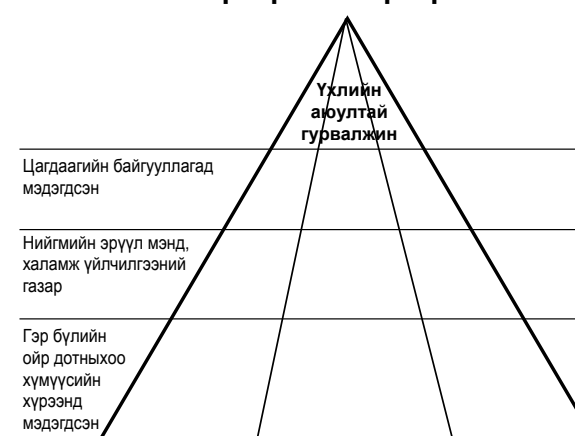 Үхлийн
аюултай
гурвалжин
Цагдаагийн байгууллагад
мэдэгдсэн
Нийгмийн эрүүл мэнд,
халамж үйлчилгээний
газар
Гэр бүлийн
ойр дотныхоо
хүмүүсийн
хүрээнд
мэдэгдсэн